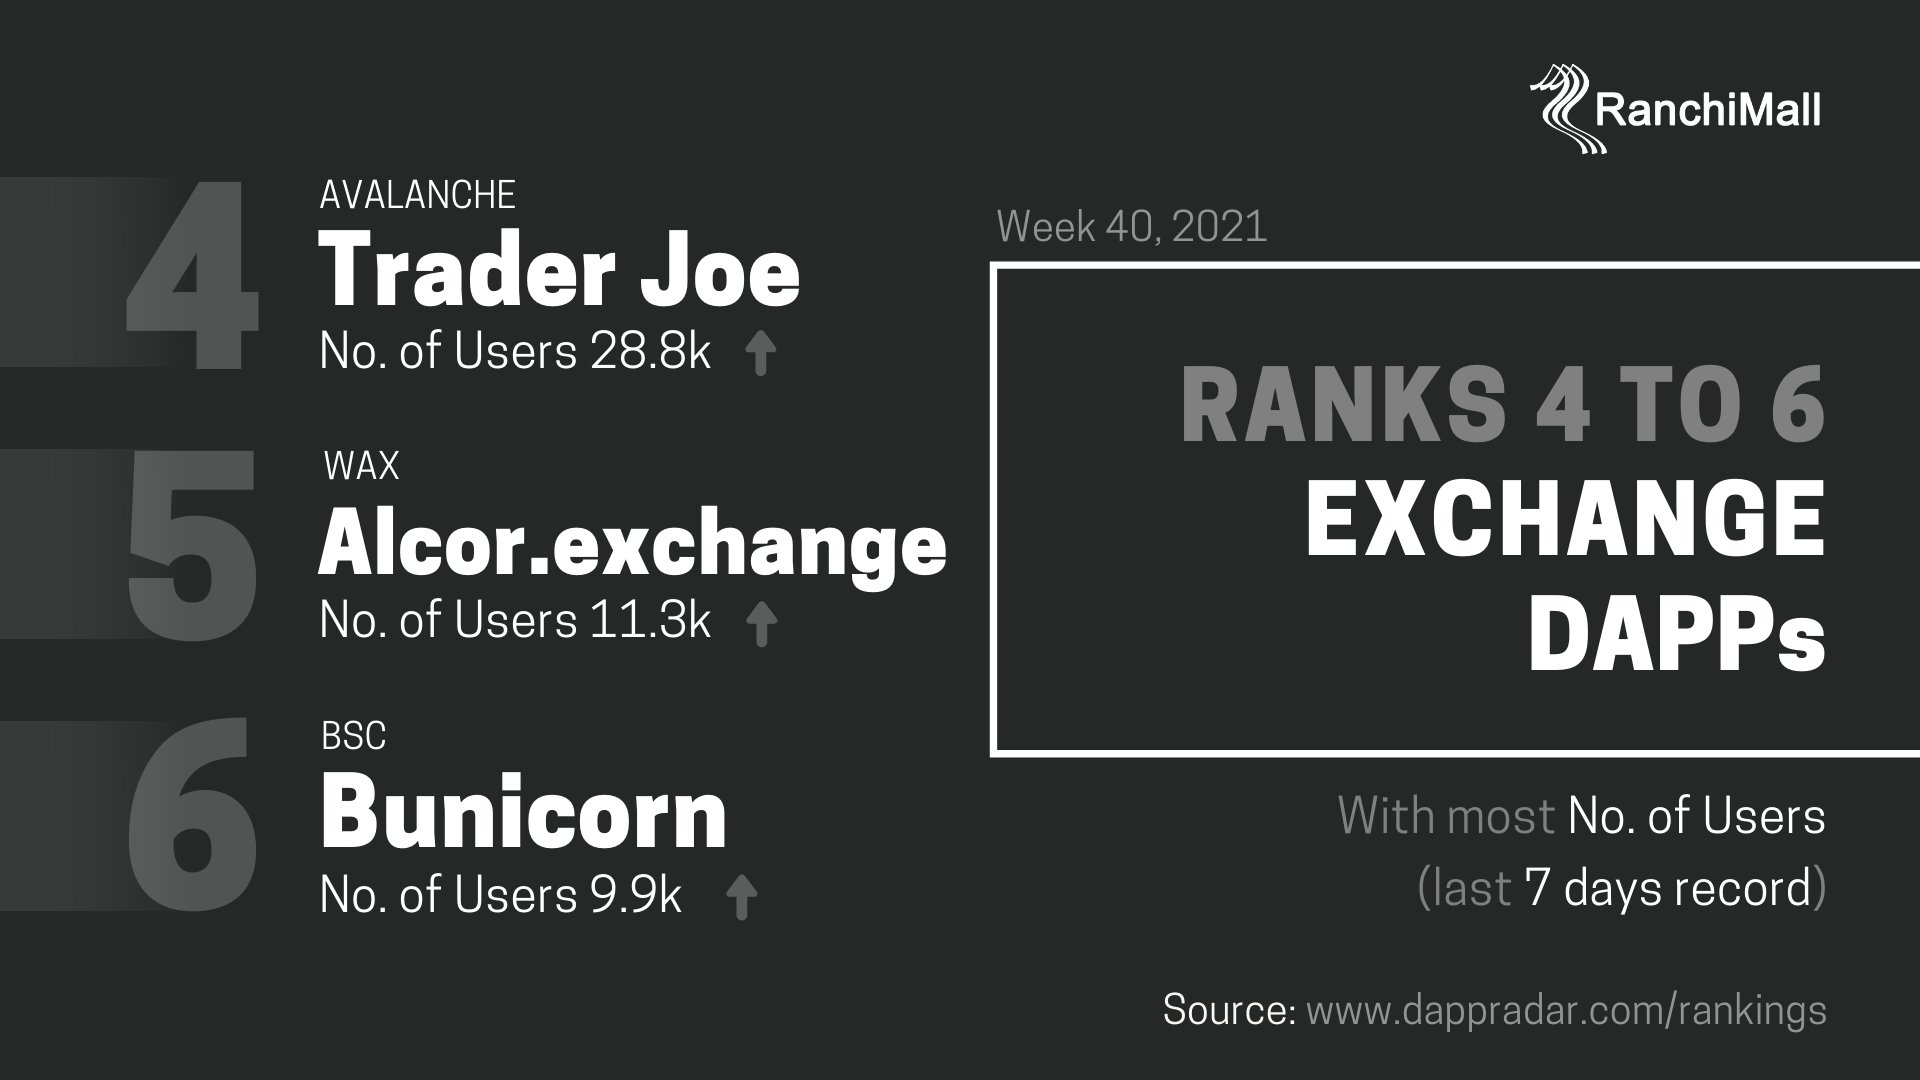 RanchiMall
4
AVALANCHE
Trader Joe
No. of Users 28.8k
5
WAX
Alcor.exchange
No. of Users 11.3k
6
BSC
Bunicorn
No. of Users 9.9k
Week 40, 2021
RANKS 4 TO 6
EXCHANGE
DAPPs
With most No. of Users
(last 7 days record)
Source: www.dappradar.com/rankings